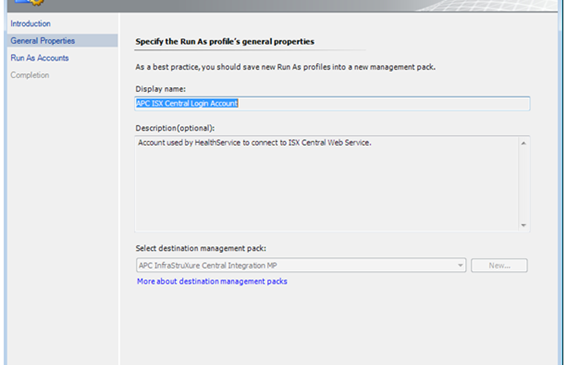 Introduction
General Properties
Run As Accounts
Completion
Specify the Run As profile's general properties
As a best practice, you should save new Run As profiles into a new management pack.
Display name:
APC ISX Central Login Account
Description(optional):
Account used by HealthService to connect to ISX Central Web Service.
Select destination management pack:
APC InfraStruXure Central Integration MP
New...
More about destination management packs